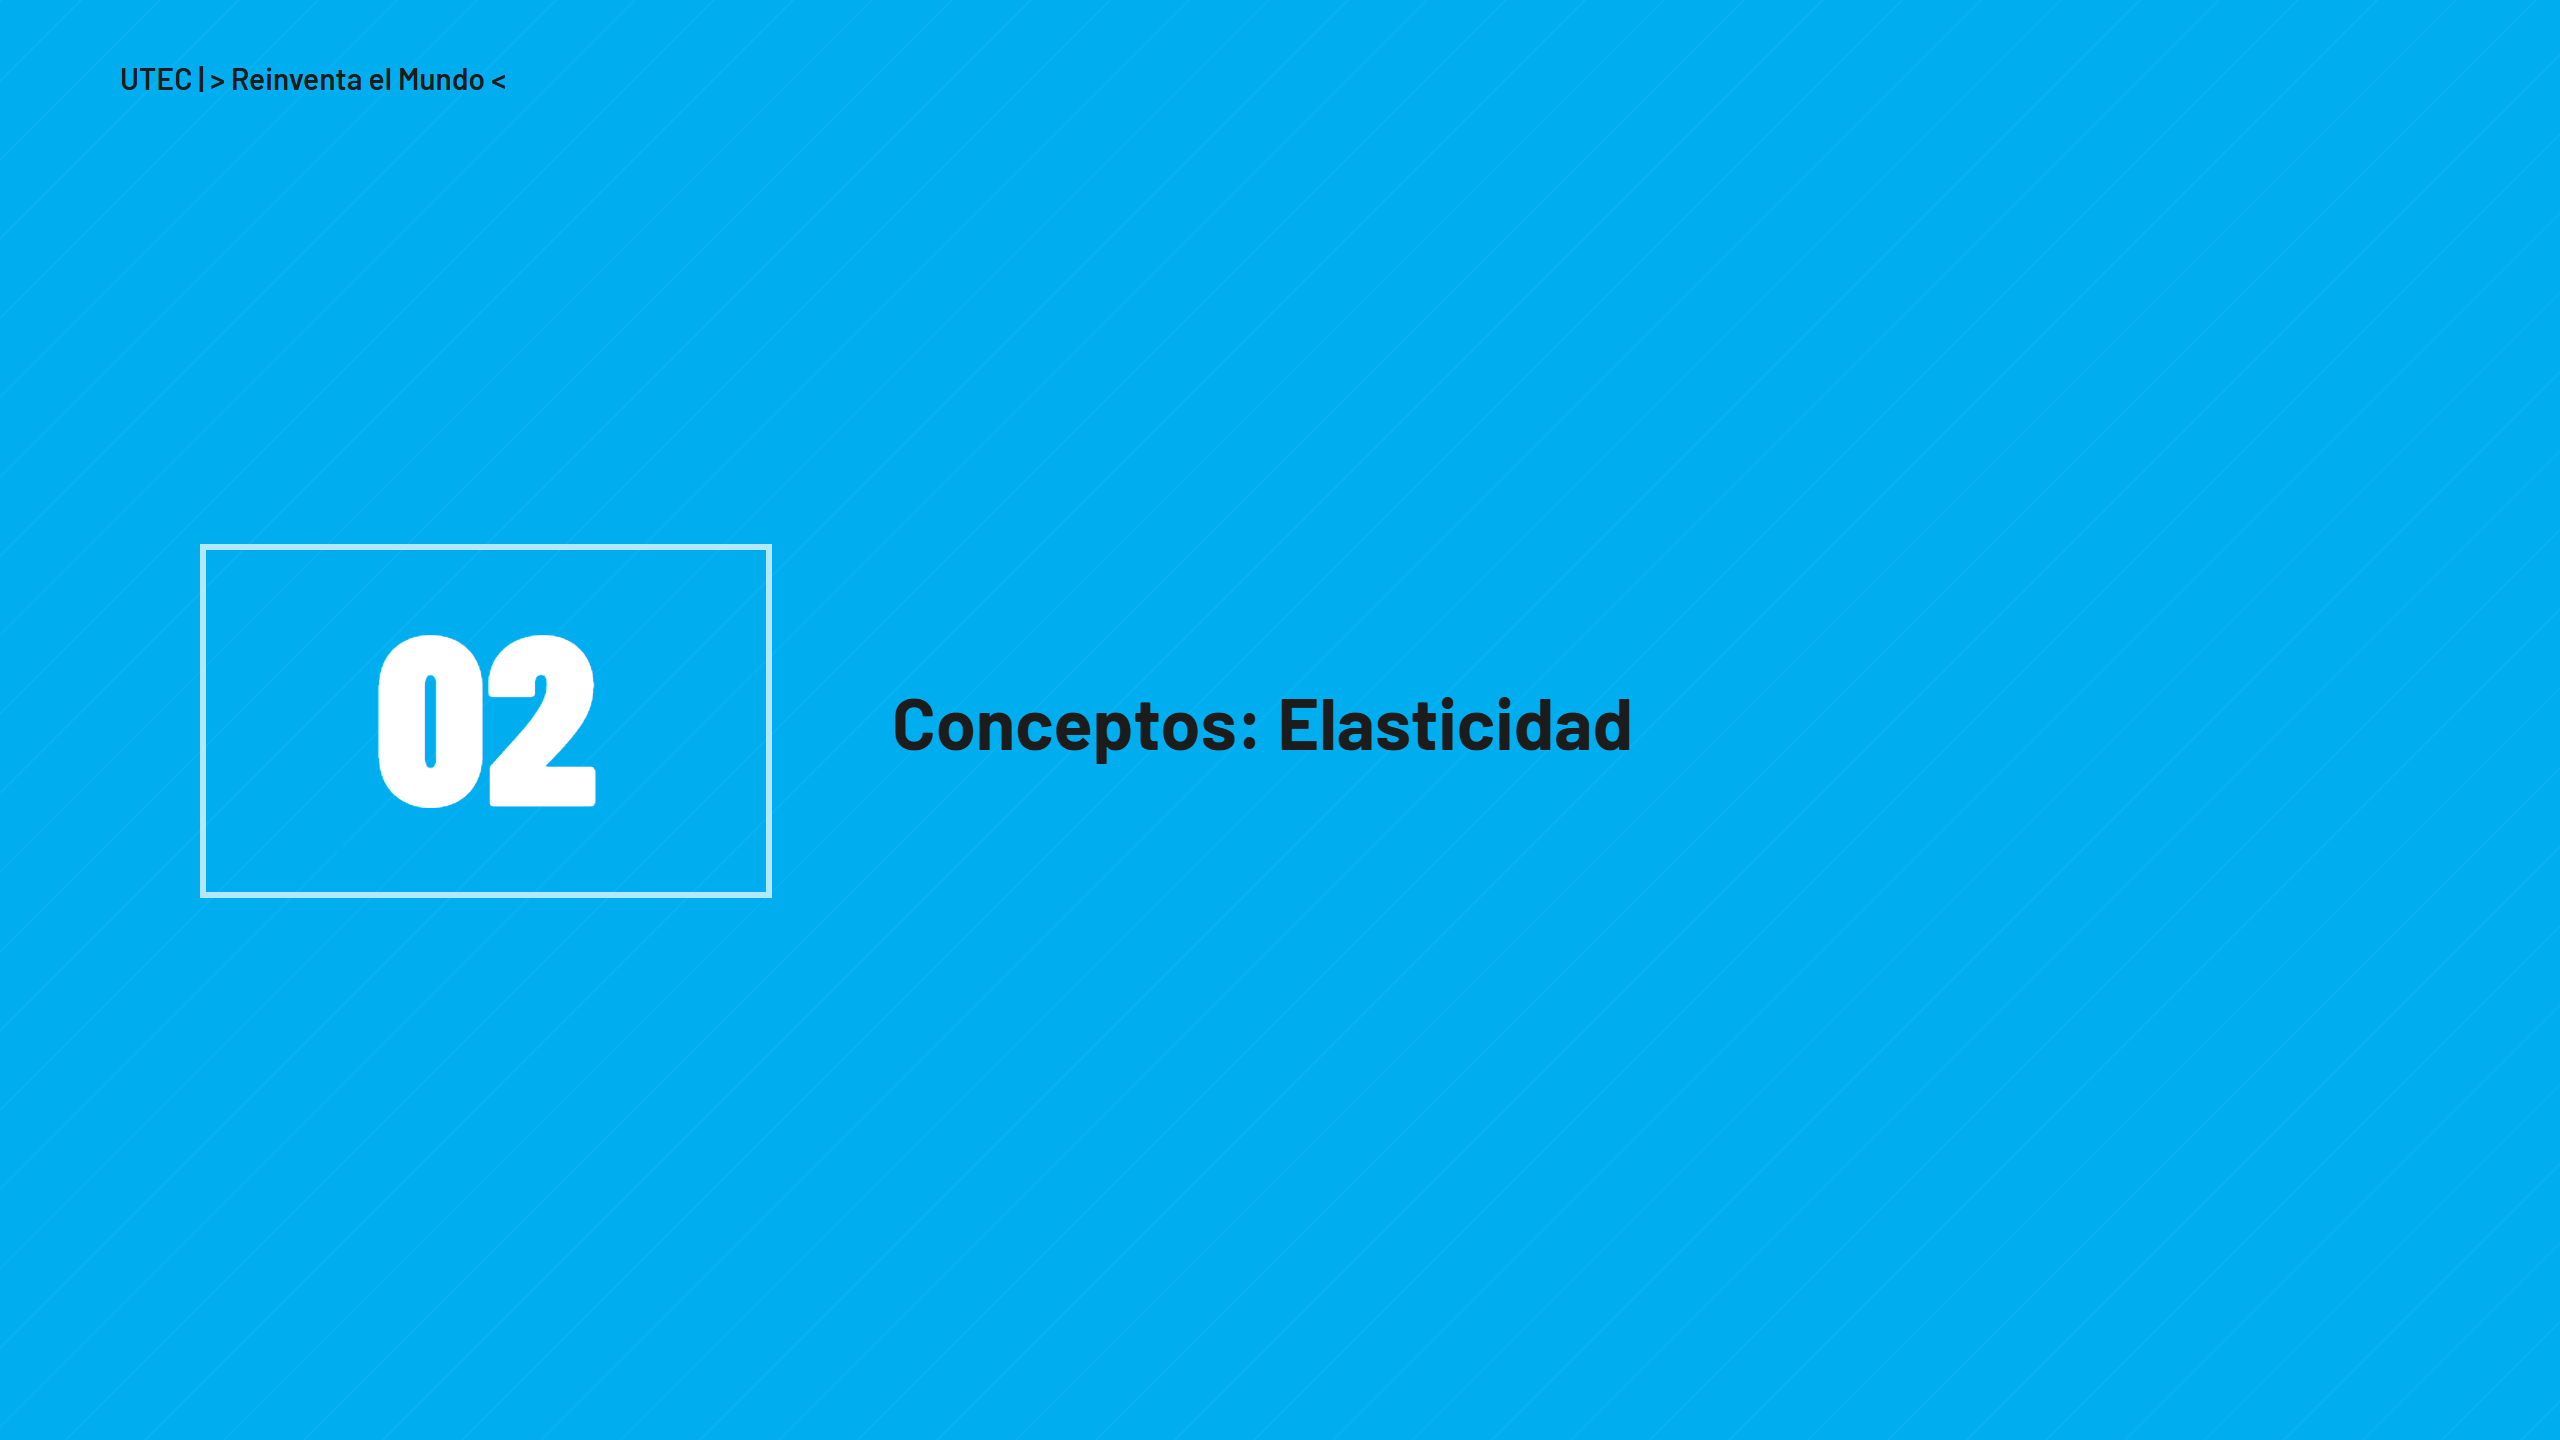 UTEC | > Reinventa el Mundo <
02
Conceptos: Elasticidad